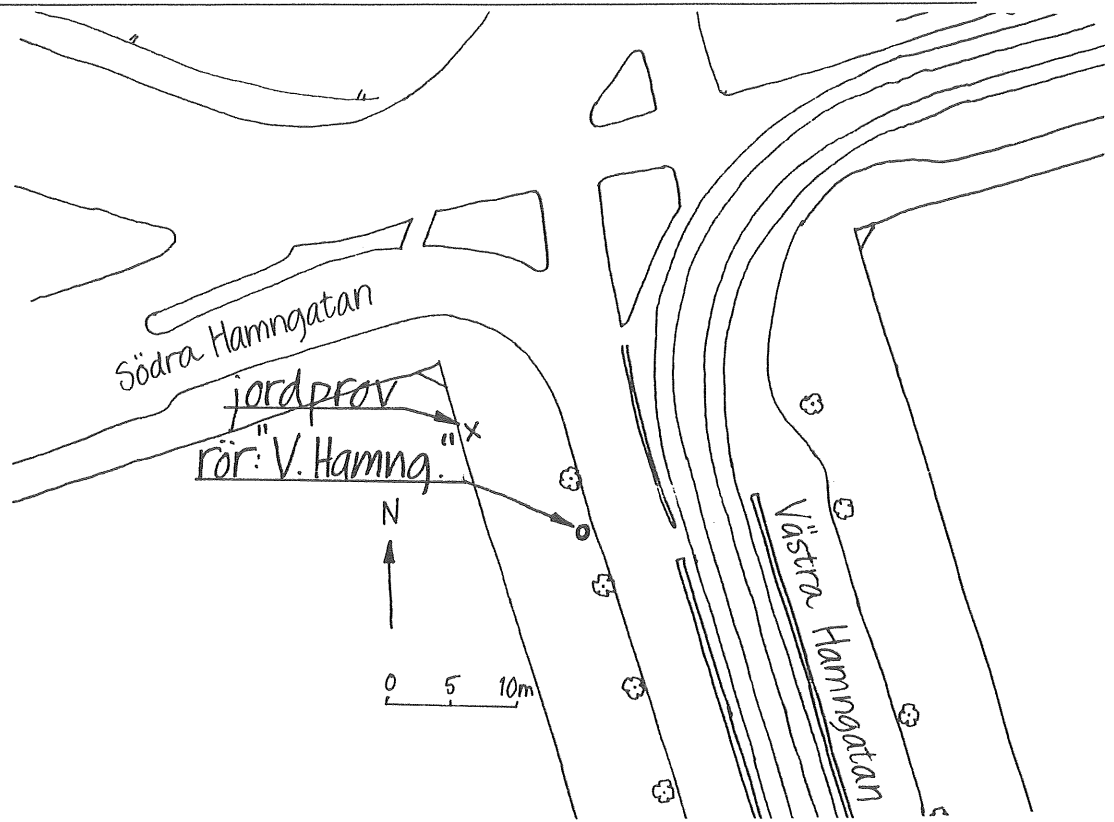 Södra Hamngatan
jordprov
rör: "V. Hamng."
N
0 5 10m
Västra Hamngatan